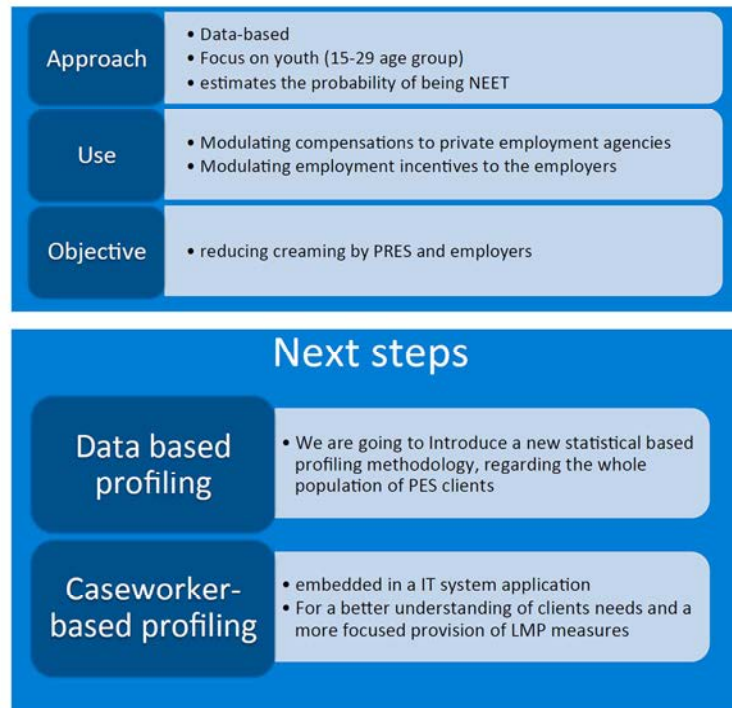 Approach
• Data-based
• Focus on youth (15-29 age group)
• estimates the probability of being NEET
Use
• Modulating compensations to private employment agencies
• Modulating employment incentives to the employers
Objective
• reducing creaming by PRES and employers
Next steps
Data based
profiling
• We are going to Introduce a new statistical based
profiling methodology, regarding the whole
population of PES clients
Caseworker-
based profiling
• embedded in a IT system application
• For a better understanding of clients needs and a
more focused provision of LMP measures